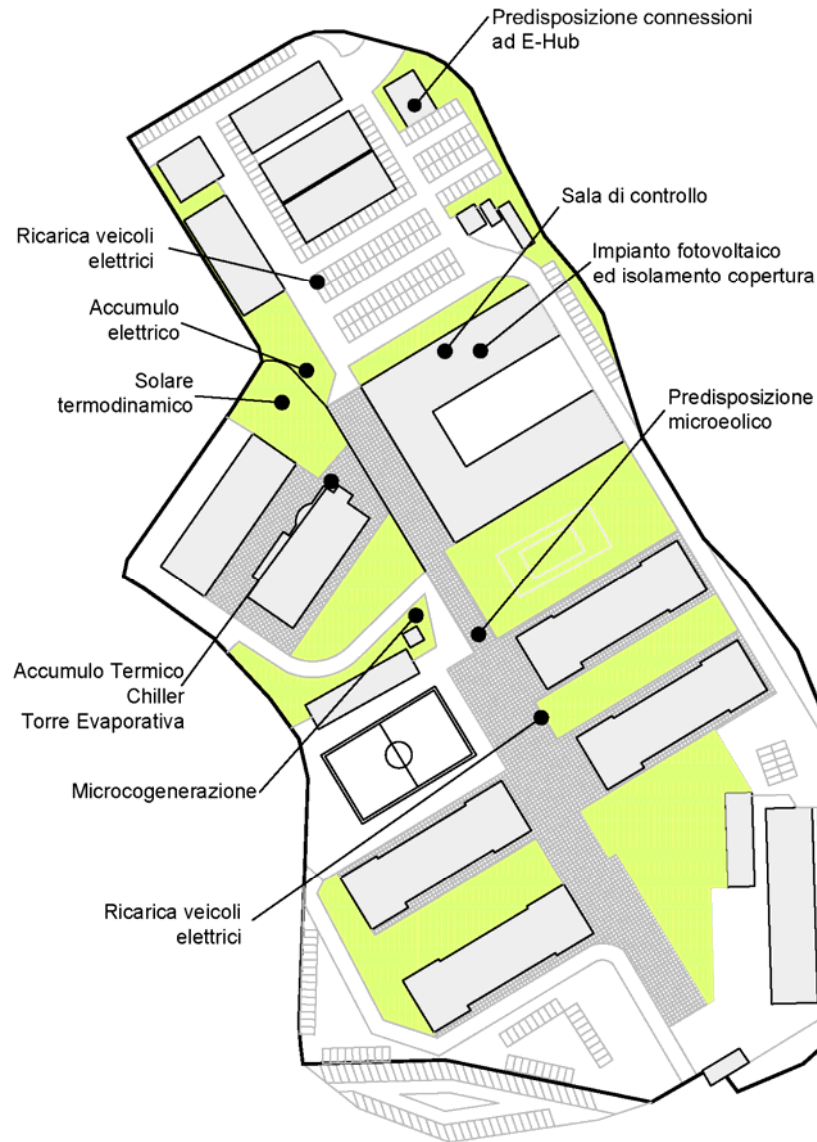 Predisposizione connessioni
ad E-Hub
Sala di controllo
Ricarica veicoli
elettrici
Impianto fotovoltaico
ed isolamento copertura
Accumulo
elettrico
Solare
termodinamico
Predisposizione
microeolico
Accumulo Termico
Chiller
Torre Evaporativa
Microcogenerazione
Ricarica veicoli
elettrici